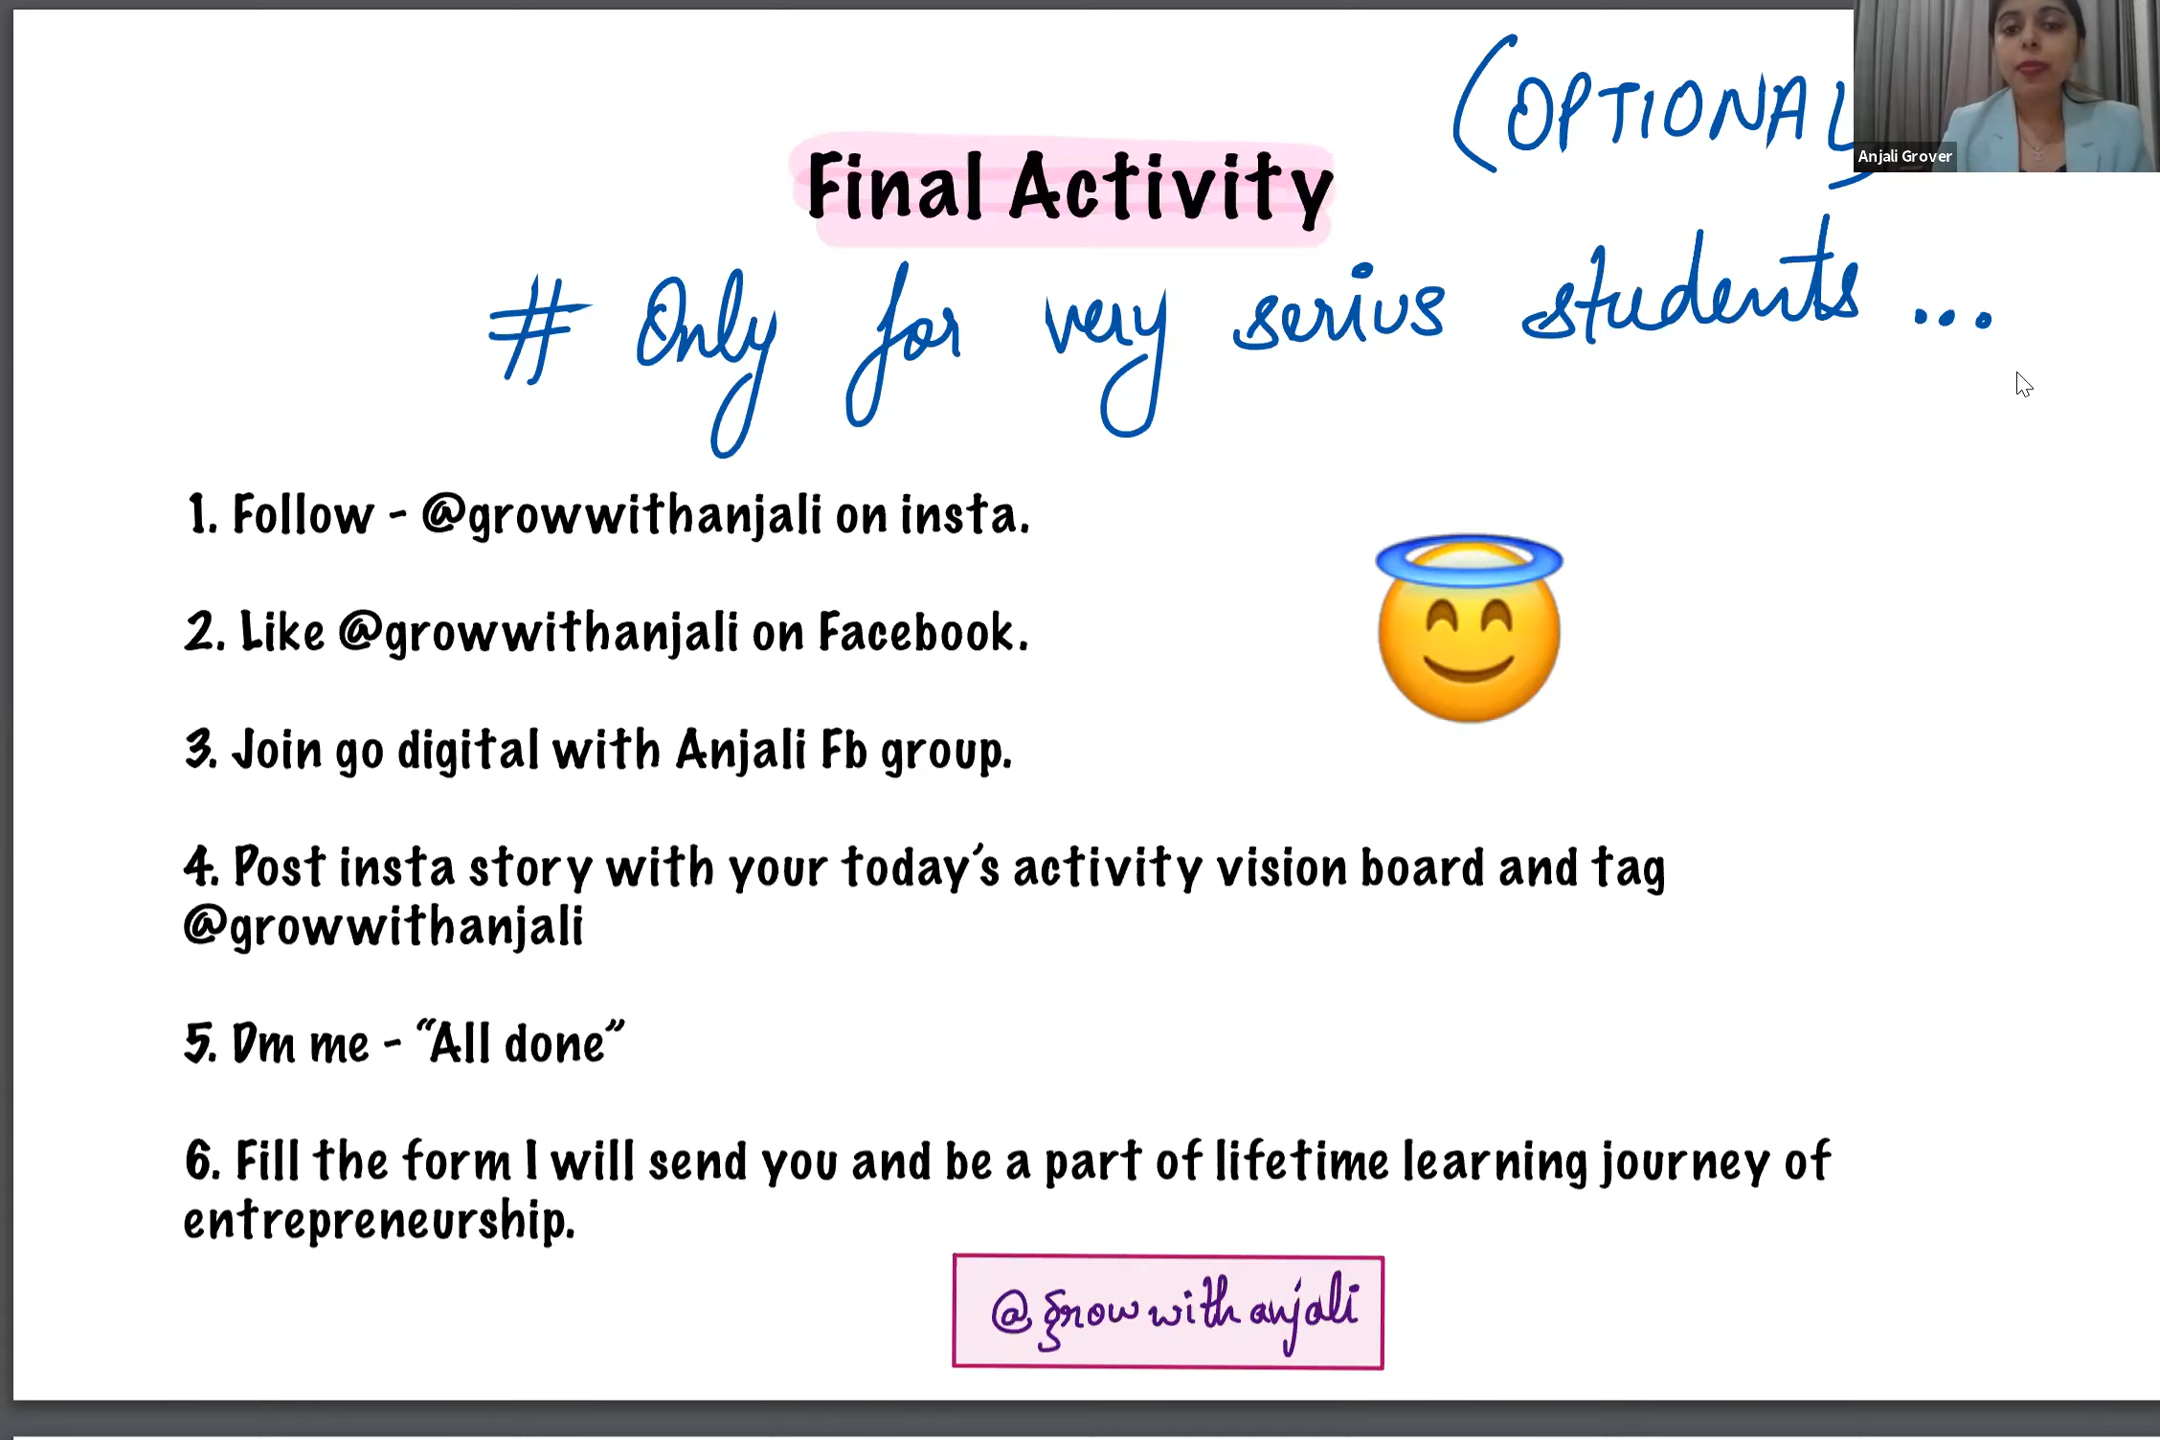 (OPTIONAL)
Anjali Grover
Final Activity
# Only for very serius students ...
1. Follow - @growwithanjali on insta.
2. Like @growwithanjali on Facebook.
3. Join go digital with Anjali Fb group.
4. Post insta story with your today's activity vision board and tag
@growwithanjali
5. Dm me - “All done”
6. Fill the form I will send you and be a part of lifetime learning journey of
entrepreneurship.
@growwithanjali